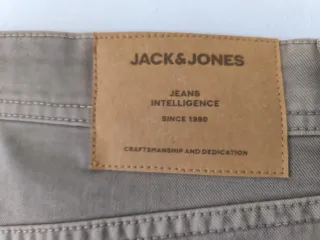 JACK&JONES
JEANS
INTELLIGENCE
SINCE 1990
CRAFTSMANSHIP AND DEDICATION